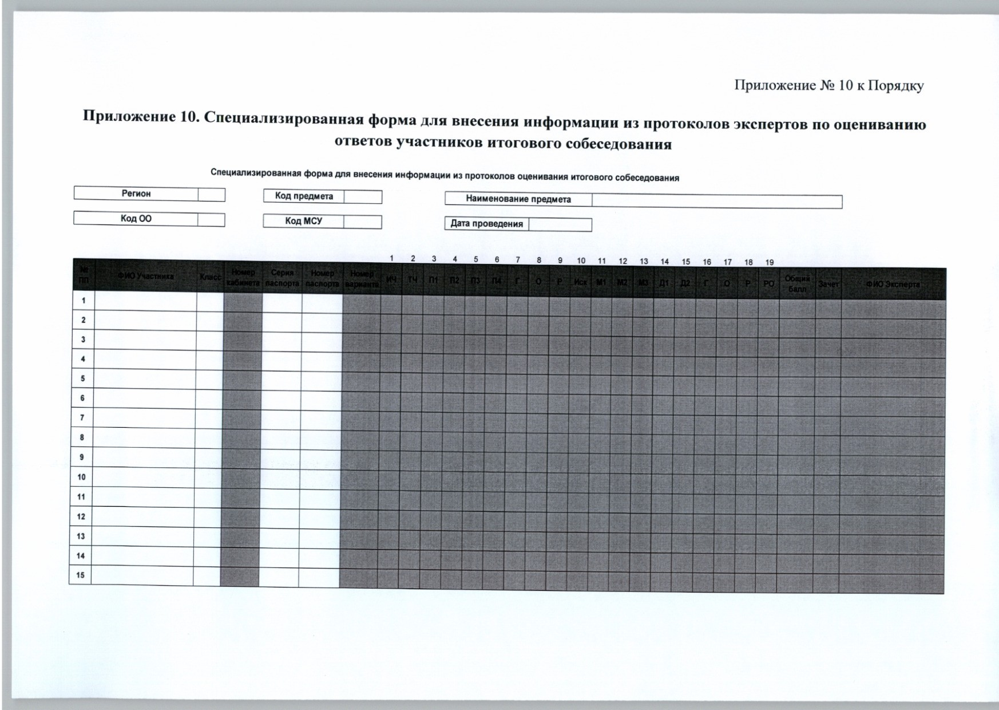 Приложение № 10 к Порядку
Приложение 10. Специализированная форма для внесения информации из протоколов экспертов по оцениванию
ответов участников итогового собеседования
Специализированная форма для внесения информации из протоколов оценивания итогового собеседования
Регион Код предмета Наименование предмета
Код ОО Код МСУ Дата проведения
1 2 3 4 5 6 7 8 9 10 11 12 13 14 15 16 17 18 19
№ ПП ФИО Участника Класс Номер кабинета Серия паспорта Номер паспорта Номер варианта ИЧ ТЧ П1 П2 П3 П4 Г О Р Иск М1 М2 М3 Д1 Д2 Г О Р РО Общий балл Зачет ФИО Эксперта
1
2
3
4
5
6
7
8
9
10
11
12
13
14
15